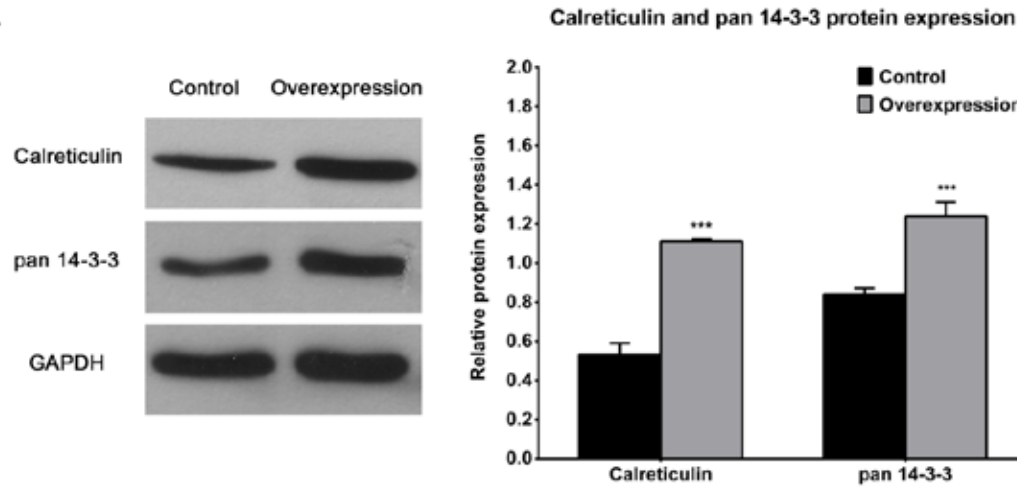 Control Overexpression
Calreticulin
pan 14-3-3
GAPDH
Calreticulin and pan 14-3-3 protein expression
Relative protein expression
2.0
1.8
1.6
1.4
1.2
1.0
0.8
0.6
0.4
0.2
0.0
Control
Overexpression
***
***
Calreticulin pan 14-3-3